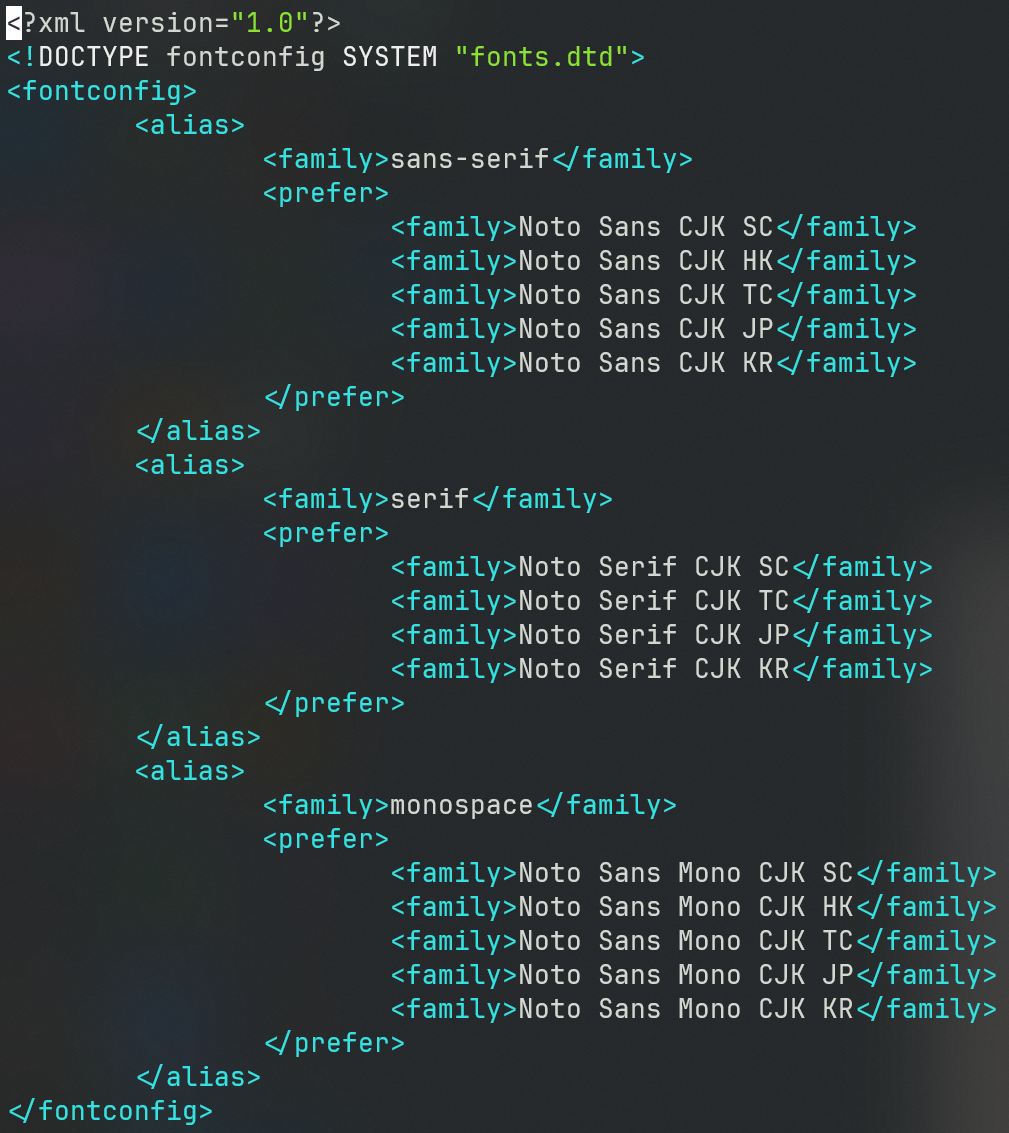 <?xml version="1.0"?>
<!DOCTYPE fontconfig SYSTEM "fonts.dtd">
<fontconfig>
        <alias>
                <family>sans-serif</family>
                <prefer>
                        <family>Noto Sans CJK SC</family>
                        <family>Noto Sans CJK HK</family>
                        <family>Noto Sans CJK TC</family>
                        <family>Noto Sans CJK JP</family>
                        <family>Noto Sans CJK KR</family>
                </prefer>
        </alias>
        <alias>
                <family>serif</family>
                <prefer>
                        <family>Noto Serif CJK SC</family>
                        <family>Noto Serif CJK TC</family>
                        <family>Noto Serif CJK JP</family>
                        <family>Noto Serif CJK KR</family>
                </prefer>
        </alias>
        <alias>
                <family>monospace</family>
                <prefer>
                        <family>Noto Sans Mono CJK SC</family>
                        <family>Noto Sans Mono CJK HK</family>
                        <family>Noto Sans Mono CJK TC</family>
                        <family>Noto Sans Mono CJK JP</family>
                        <family>Noto Sans Mono CJK KR</family>
                </prefer>
        </alias>
</fontconfig>